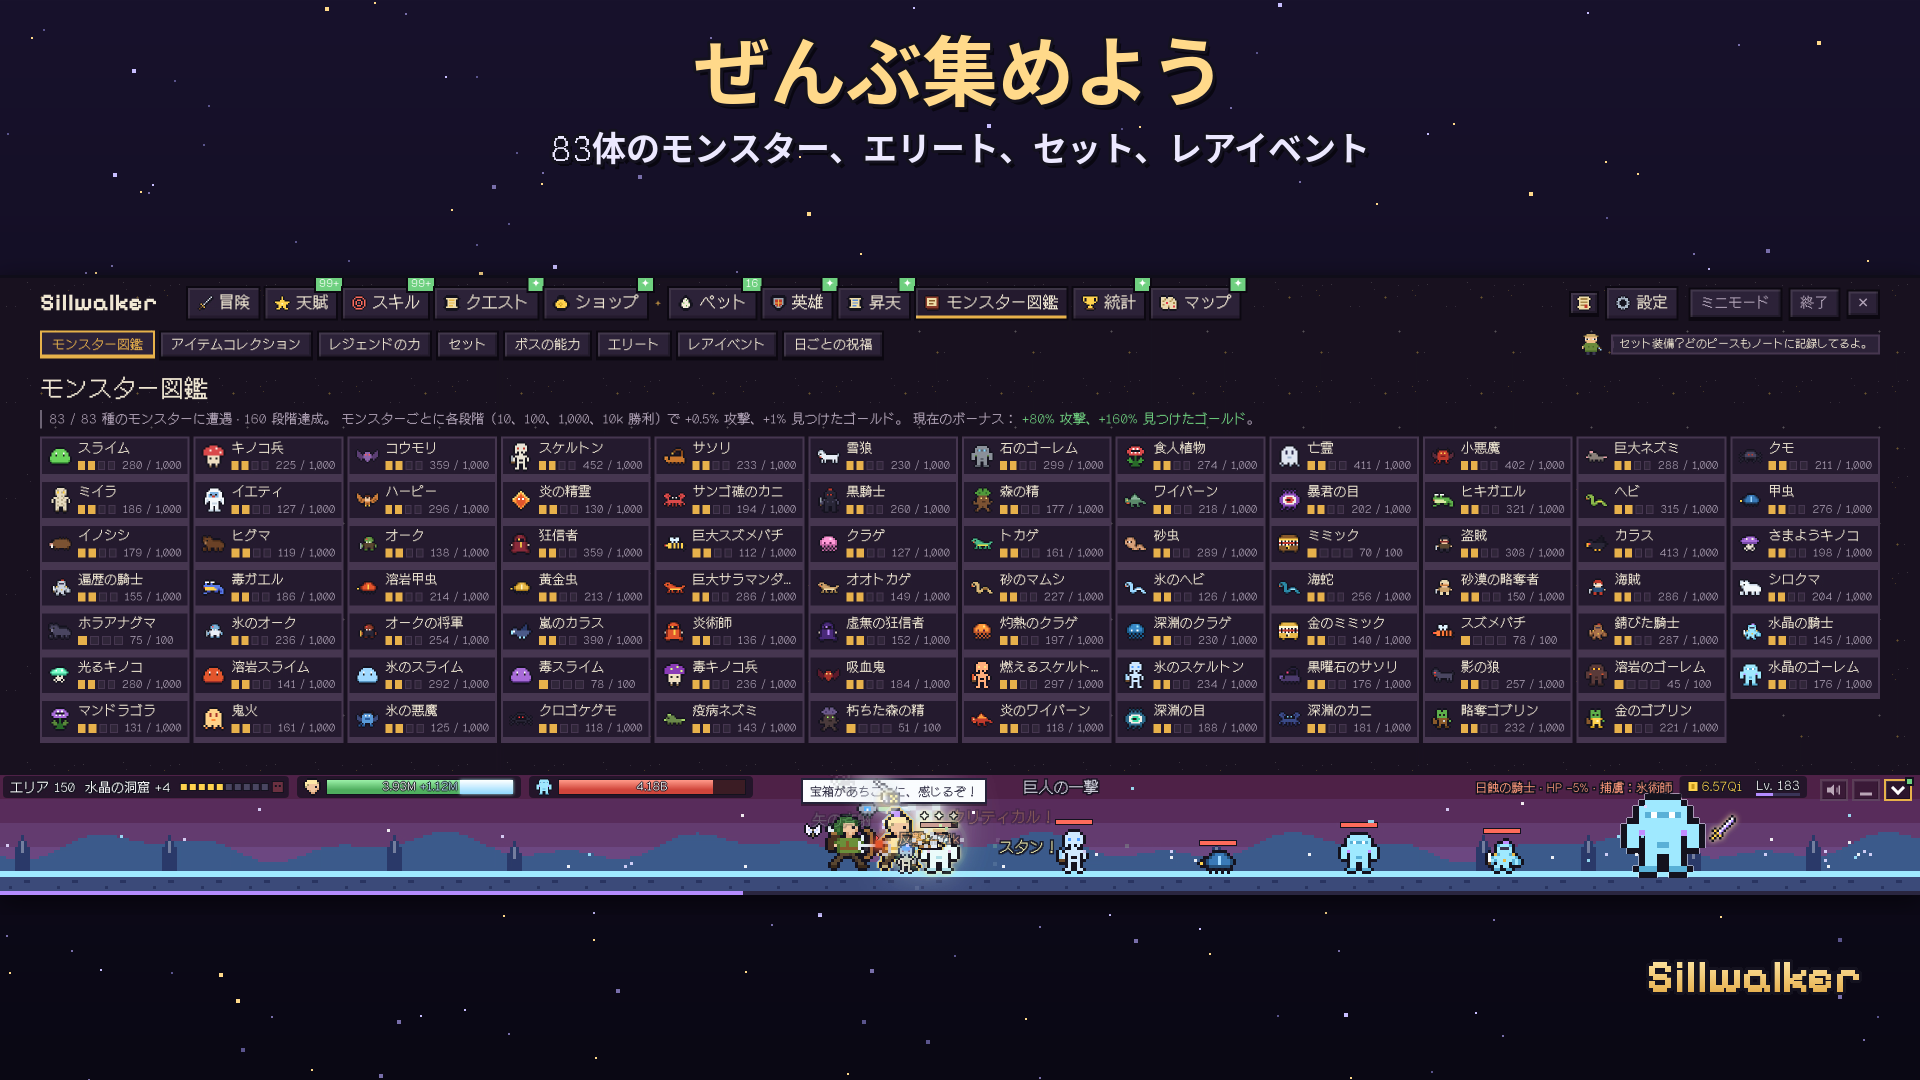 ぜんぶ集めよう
83体のモンスター、エリート、セット、レアイベント
Sillwalker 冒険 天賦 99+ スキル 99+ クエスト ショップ ペット 16 英雄 昇天 モンスター図鑑 統計 マップ 設定 ミニモード 終了 ×
モンスター図鑑 アイテムコレクション レジェンドの力 セット ボスの能力 エリート レアイベント 日ごとの祝福 セット装備?どのピースもノートに記録してるよ。
モンスター図鑑
83 / 83 種のモンスターに遭遇 · 160 段階達成。 モンスターごとに各段階（10、100、1,000、10k 勝利）で +0.5% 攻撃、+1% 見つけたゴールド。 現在のボーナス： +80% 攻撃、+160% 見つけたゴールド。
スライム キノコ兵 コウモリ スケルトン サソリ 雪狼 石のゴーレム 食人植物 亡霊 小悪魔 巨大ネズミ クモ
280 / 1,000 225 / 1,000 359 / 1,000 452 / 1,000 233 / 1,000 230 / 1,000 299 / 1,000 274 / 1,000 411 / 1,000 402 / 1,000 288 / 1,000 211 / 1,000
ミイラ イエティ ハーピー 炎の精霊 サンゴ礁のカニ 黒騎士 森の精 ワイバーン 暴君の目 ヒキガエル ヘビ 甲虫
186 / 1,000 127 / 1,000 296 / 1,000 130 / 1,000 194 / 1,000 260 / 1,000 177 / 1,000 218 / 1,000 202 / 1,000 321 / 1,000 315 / 1,000 276 / 1,000
イノシシ ヒグマ オーク 狂信者 巨大スズメバチ クラゲ トカゲ 砂虫 ミミック 盗賊 カラス さまようキノコ
179 / 1,000 119 / 1,000 138 / 1,000 359 / 1,000 112 / 1,000 127 / 1,000 161 / 1,000 289 / 1,000 70 / 100 308 / 1,000 413 / 1,000 198 / 1,000
遍歴の騎士 毒ガエル 溶岩甲虫 黄金虫 巨大サラマンダ... オオトカゲ 砂のマムシ 氷のヘビ 海蛇 砂漠の略奪者 海賊 シロクマ
155 / 1,000 186 / 1,000 214 / 1,000 213 / 1,000 286 / 1,000 149 / 1,000 227 / 1,000 126 / 1,000 256 / 1,000 150 / 1,000 286 / 1,000 204 / 1,000
ホラアナグマ 氷のオーク オークの将軍 嵐のカラス 炎術師 虚無の狂信者 灼熱のクラゲ 深淵のクラゲ 金のミミック スズメバチ 錆びた騎士 水晶の騎士
75 / 100 236 / 1,000 254 / 1,000 390 / 1,000 136 / 1,000 152 / 1,000 197 / 1,000 230 / 1,000 140 / 1,000 78 / 100 287 / 1,000 145 / 1,000
光るキノコ 溶岩スライム 氷のスライム 毒スライム 毒キノコ兵 吸血鬼 燃えるスケルト... 氷のスケルトン 黒曜石のサソリ 影の狼 溶岩のゴーレム 水晶のゴーレム
280 / 1,000 141 / 1,000 292 / 1,000 78 / 100 236 / 1,000 184 / 1,000 297 / 1,000 234 / 1,000 176 / 1,000 257 / 1,000 45 / 100 176 / 1,000
マンドラゴラ 鬼火 氷の悪魔 クロゴケグモ 疫病ネズミ 朽ちた森の精 炎のワイバーン 深淵の目 深淵のカニ 略奪ゴブリン 金のゴブリン
131 / 1,000 161 / 1,000 125 / 1,000 118 / 1,000 143 / 1,000 51 / 100 118 / 1,000 188 / 1,000 181 / 1,000 232 / 1,000 221 / 1,000
エリア 150 水晶の洞窟 +4 3.93M +1.12M 4.18B 宝箱があち に、感じるぞ！ 巨人の一撃 日蝕の騎士 · HP -5% · 捕虜：氷術師 6.57Qi Lv. 183
リティカル！
スタン！
Sillwalker